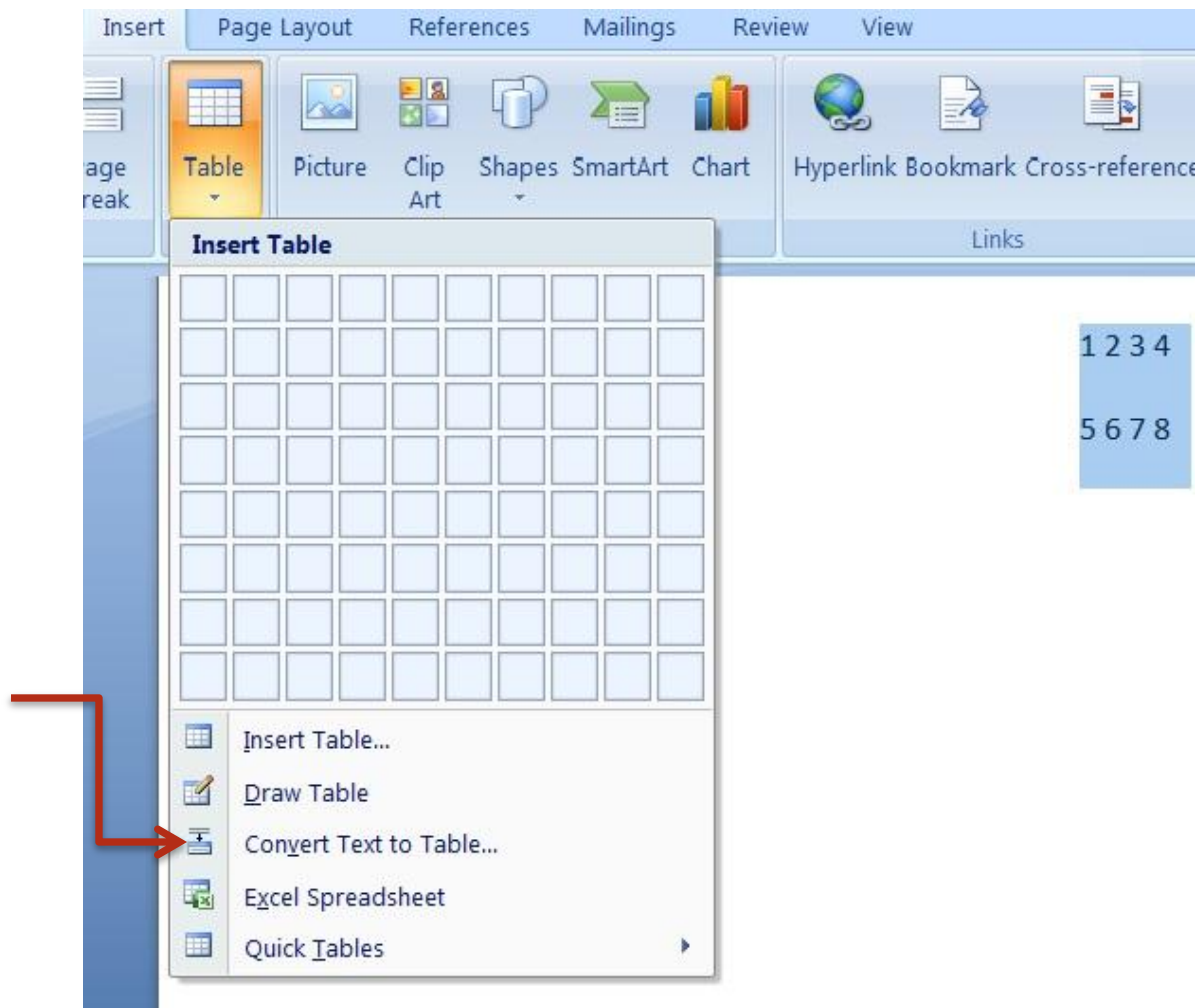 Insert Page Layout References Mailings Review View
age
reak
Table
Picture
Clip
Art
Shapes
SmartArt
Chart
Hyperlink
Bookmark
Cross-reference
Links
Insert Table
1 2 3 4
5 6 7 8
Insert Table...
Draw Table
Convert Text to Table...
Excel Spreadsheet
Quick Tables